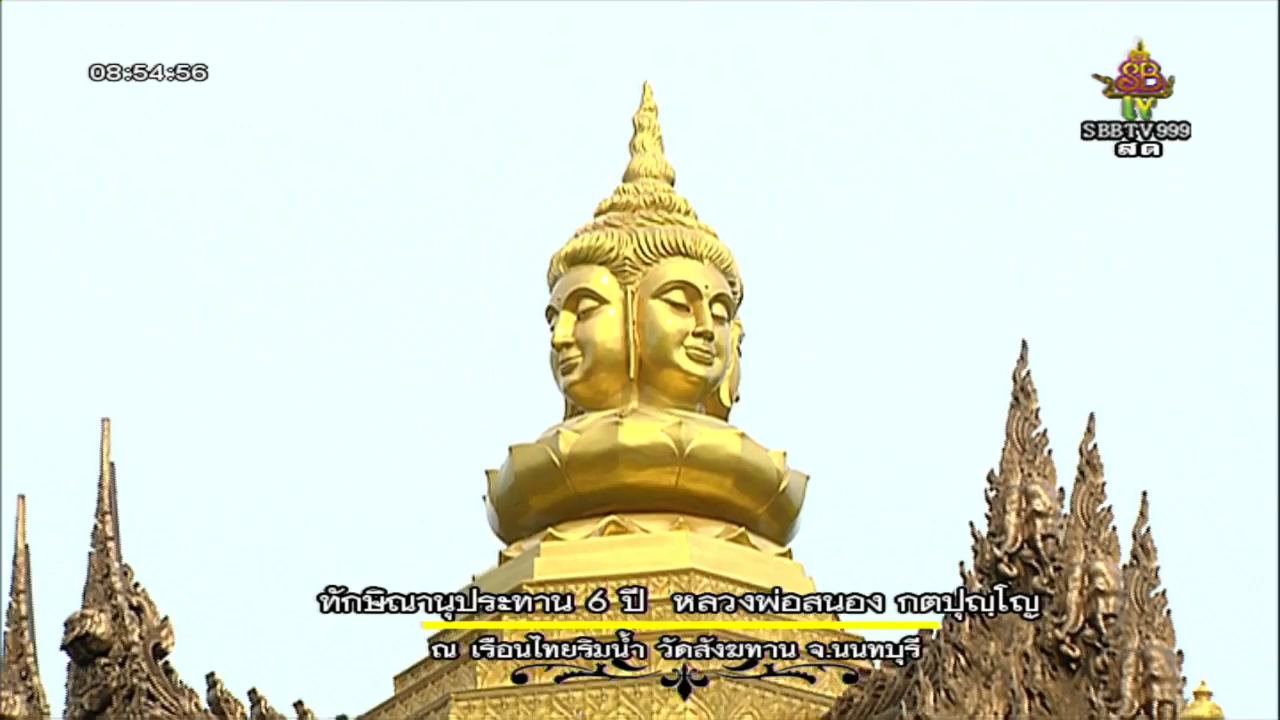 08:54:56
SB
TV
SBBTV999
สด
ทักษิณานุประทาน 6 ปี หลวงพ่อสนอง กตปุญฺโญ
ณ เรือนไทยริมน้ำ วัดสังฆทาน จ.นนทบุรี